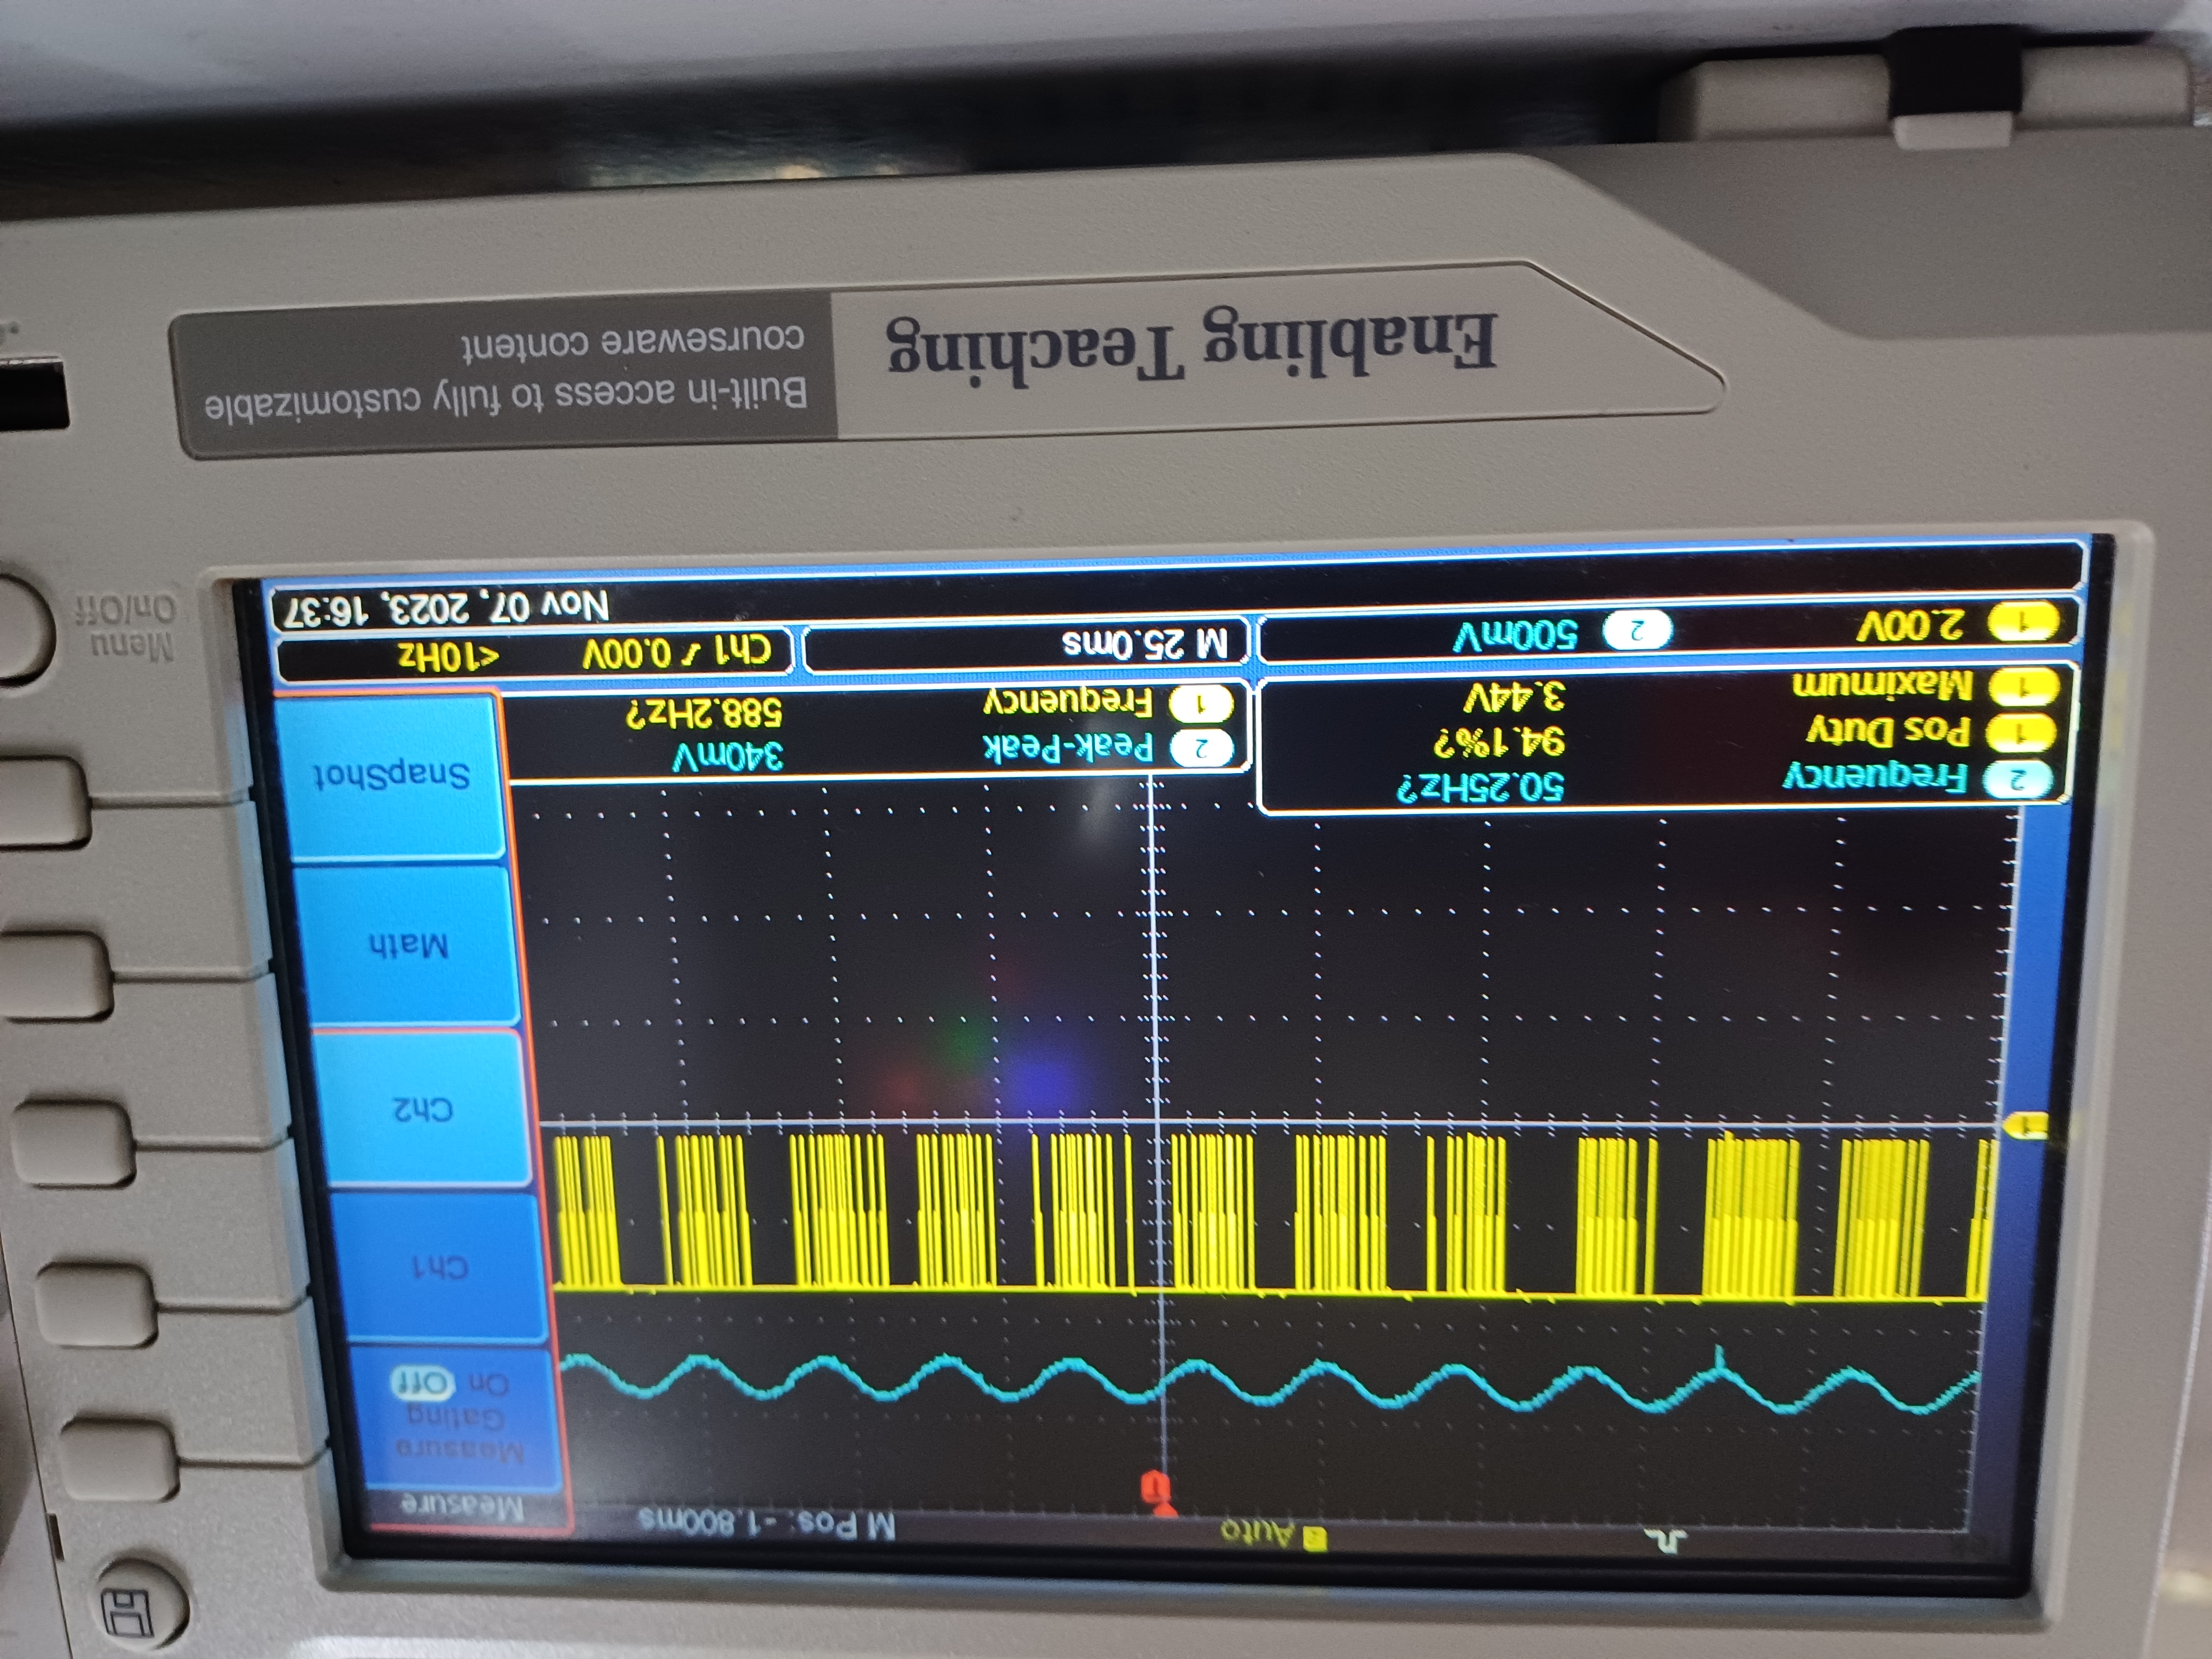 Auto
M Pos: -1.800ms
T
Measure
Measure
Gating
On Off
Ch1
Ch2
Math
SnapShot
1
2 Frequency 50.25Hz?
1 Pos Duty 94.1%?
1 Maximum 3.44V
2 Peak-Peak 340mV
1 Frequency 588.2Hz?
1 2.00V 2 500mV
M 25.0ms
Ch1 0.00V <10Hz
Nov 07, 2023, 16:37
Menu
On/Off
Enabling Teaching
Built-in access to fully customizable
courseware content